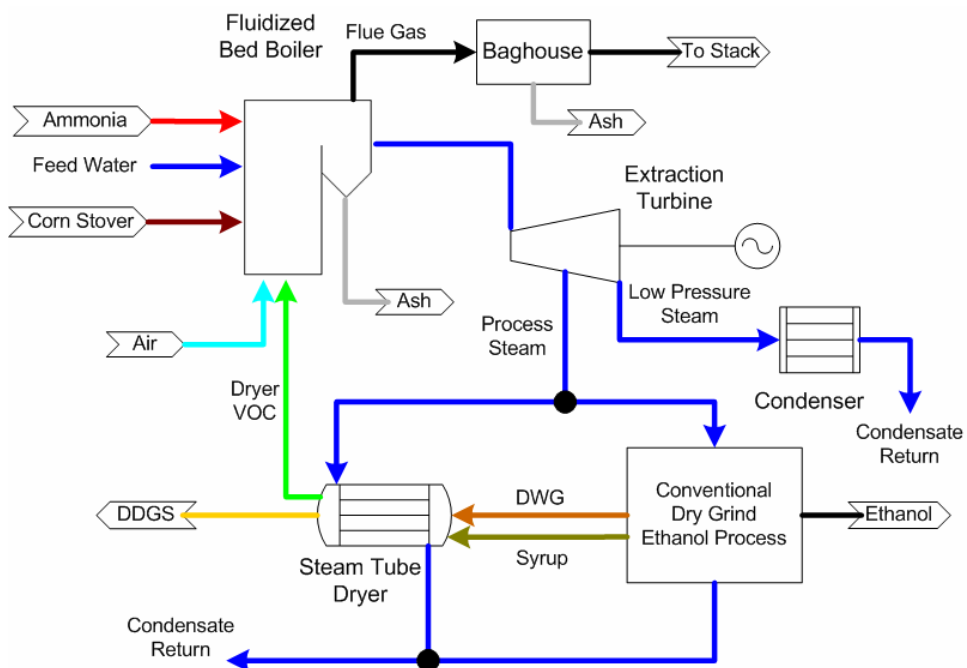 Fluidized
Bed Boiler
Flue Gas
Baghouse
To Stack
Ammonia
Ash
Feed Water
Extraction
Turbine
Corn Stover
Ash
Low Pressure
Steam
Process
Steam
Air
Dryer
VOC
Condenser
Condensate
Return
DDGS
DWG
Syrup
Conventional
Dry Grind
Ethanol Process
Ethanol
Steam Tube
Dryer
Condensate
Return